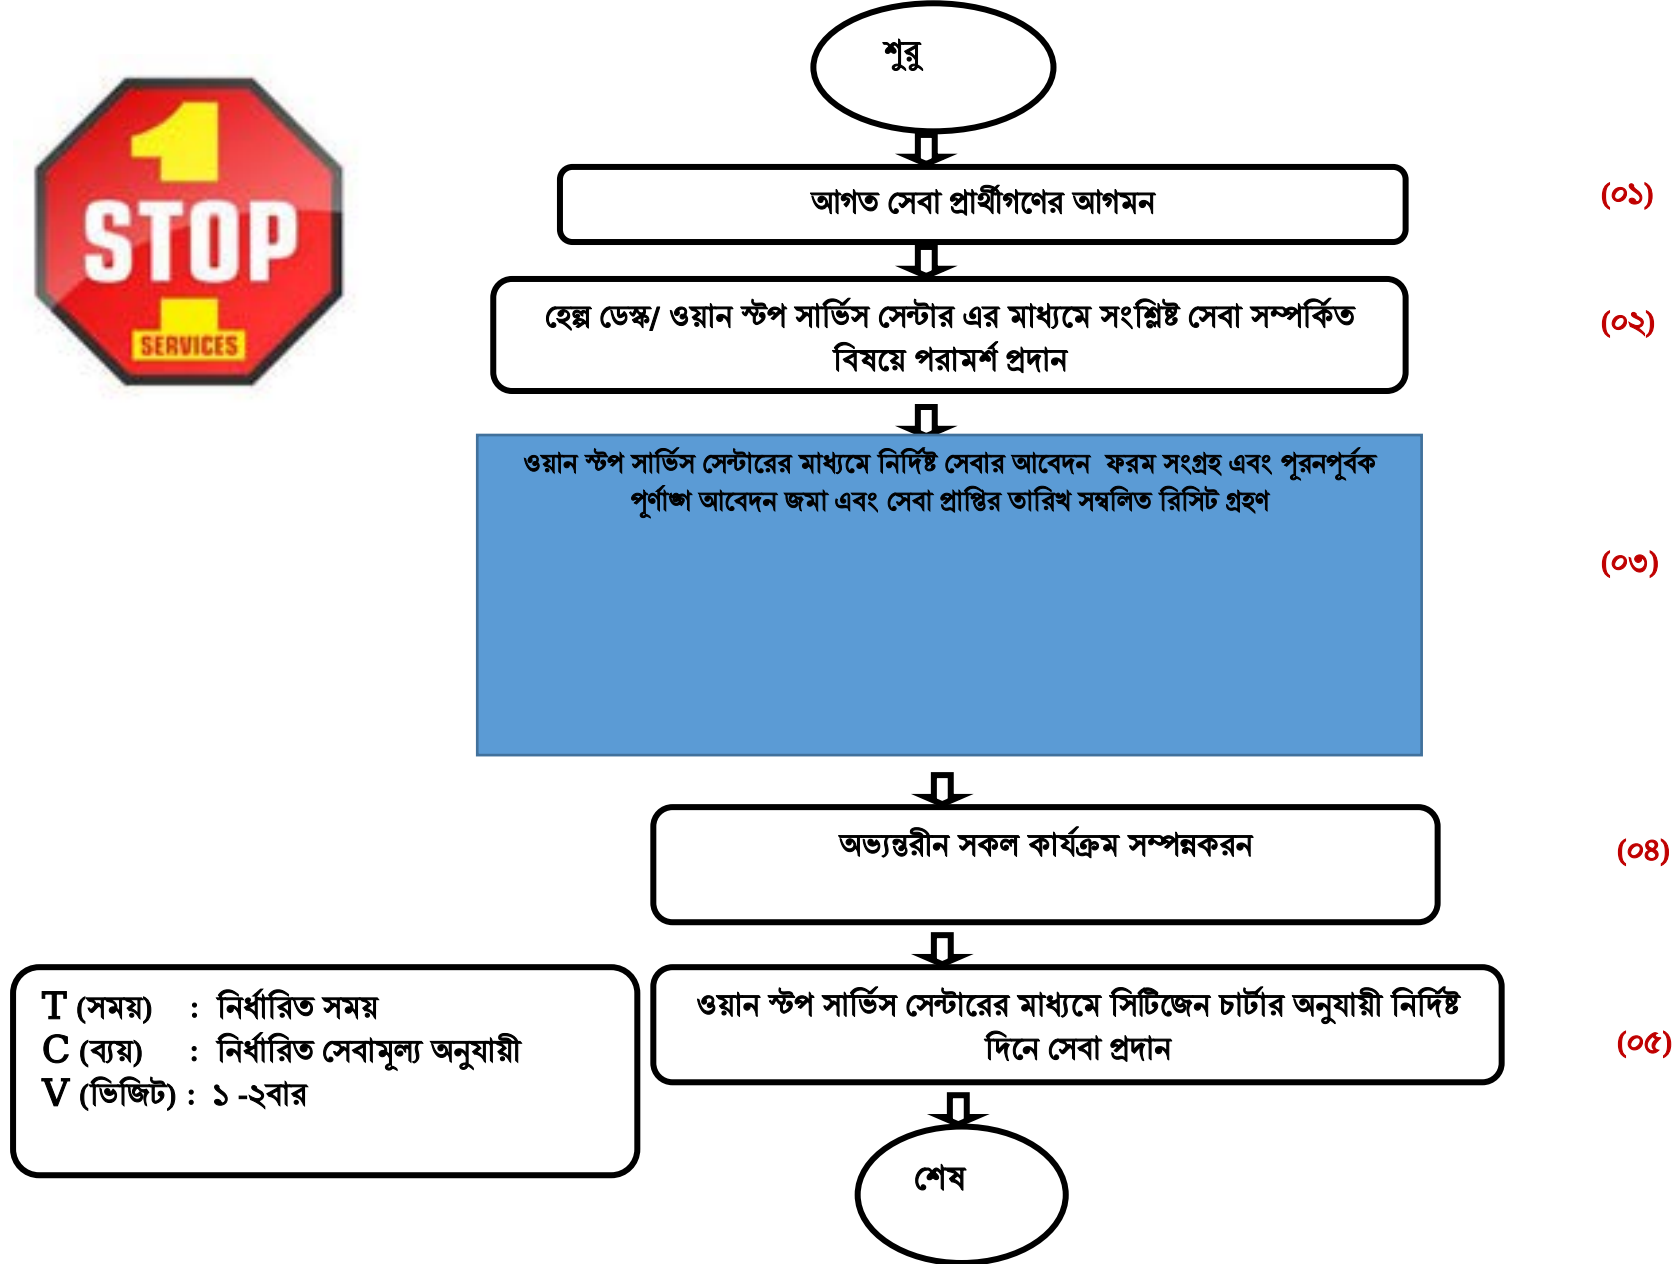 শুরু
1
STOP
SERVICES
আগত সেবা প্রার্থীগণের আগমন
(০১)
হেল্প ডেস্ক/ ওয়ান স্টপ সার্ভিস সেন্টার এর মাধ্যমে সংশ্লিষ্ট সেবা সম্পর্কিত
বিষয়ে পরামর্শ প্রদান
(০২)
ওয়ান স্টপ সার্ভিস সেন্টারের মাধ্যমে নির্দিষ্ট সেবার আবেদন ফরম সংগ্রহ এবং পূরনপূর্বক
পূর্ণাঙ্গ আবেদন জমা এবং সেবা প্রাপ্তির তারিখ সম্বলিত রিসিট গ্রহণ
(০৩)
অভ্যন্তরীন সকল কার্যক্রম সম্পন্নকরন
(০৪)
ওয়ান স্টপ সার্ভিস সেন্টারের মাধ্যমে সিটিজেন চার্টার অনুযায়ী নির্দিষ্ট
দিনে সেবা প্রদান
(০৫)
T (সময়) : নির্ধারিত সময়
C (ব্যয়) : নির্ধারিত সেবামূল্য অনুযায়ী
V (ভিজিট) : ১ -২বার
শেষ